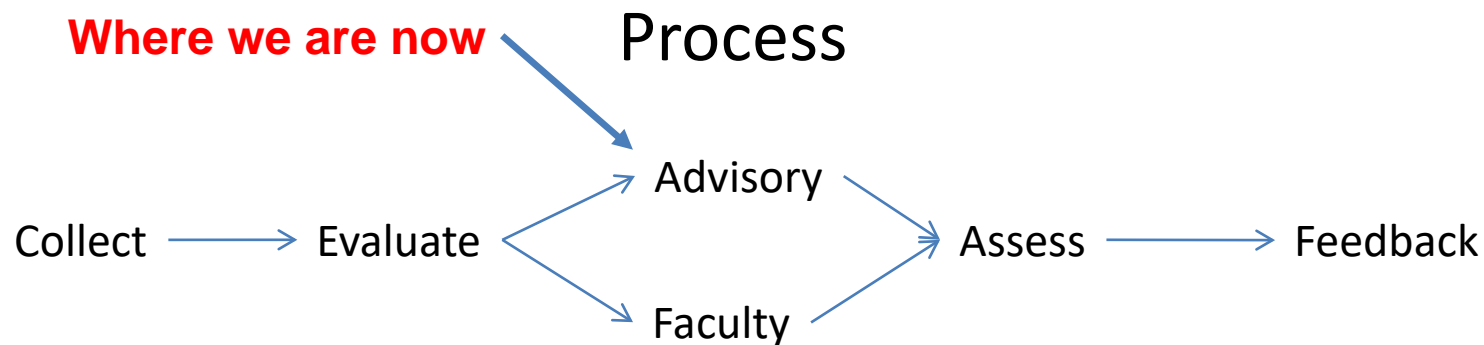 Where we are now
Process
Advisory
Collect
Evaluate
Assess
Feedback
Faculty